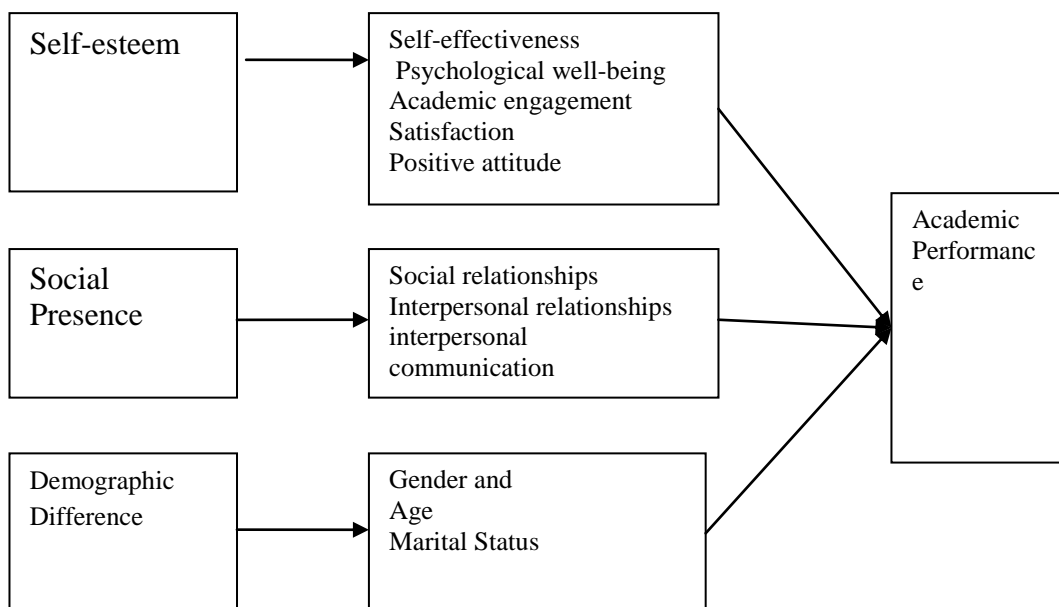 Self-esteem
Self-effectiveness
Psychological well-being
Academic engagement
Satisfaction
Positive attitude
Social
Presence
Social relationships
Interpersonal relationships
interpersonal
communication
Demographic
Difference
Gender and
Age
Marital Status
Academic
Performanc
e